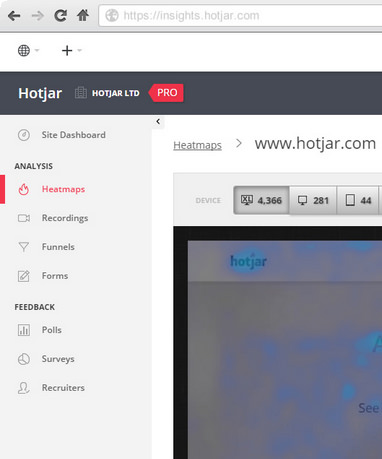 https://insights.hotjar.com
Hotjar HOTJAR LTD PRO
Site Dashboard
ANALYSIS
Heatmaps
Recordings
Funnels
Forms
FEEDBACK
Polls
Surveys
Recruiters
Heatmaps > www.hotjar.com
DEVICE XL 4,366 281 44
hotjar
A
See